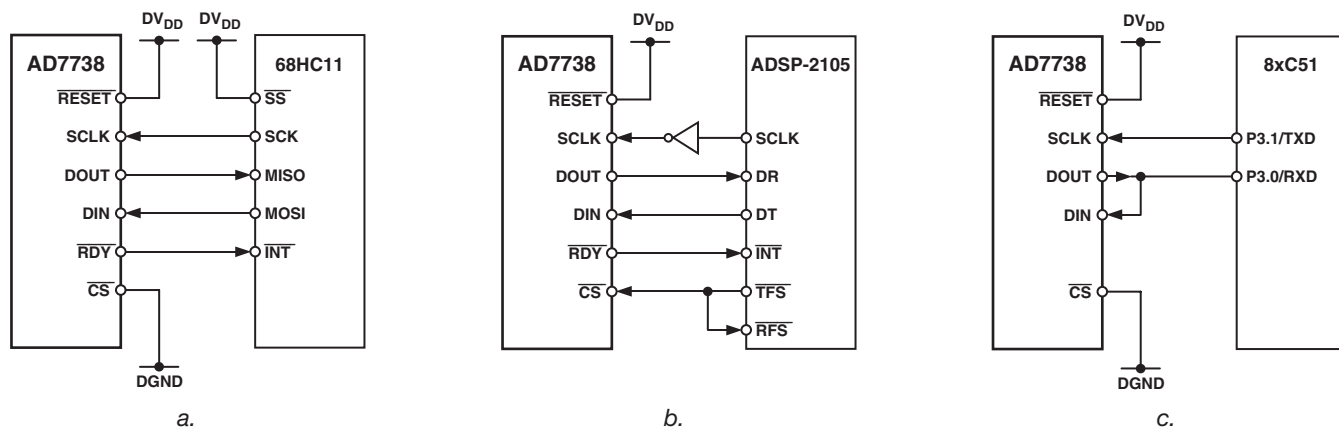 DVDD DVDD
AD7738
68HC11
RESET
SS
SCLK
SCK
DOUT
MISO
DIN
MOSI
RDY
INT
CS
DGND
a.
DVDD
AD7738
ADSP-2105
RESET
SCLK
SCLK
DOUT
DR
DIN
DT
RDY
INT
CS
TFS
RFS
b.
DVDD
AD7738
8xC51
RESET
SCLK
P3.1/TXD
DOUT
P3.0/RXD
DIN
CS
DGND
c.